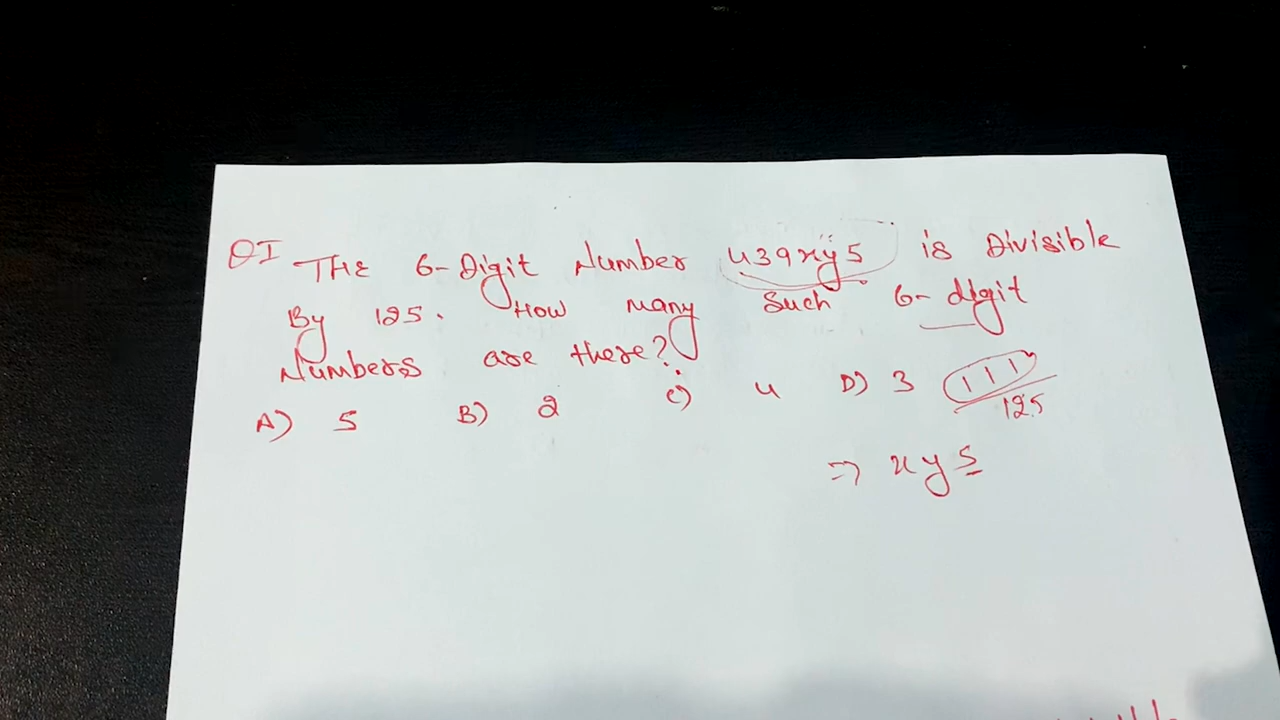 Q1 THE 6-Digit Number 439xy5 is Divisible
By 125. How many such 6-digit
Numbers are there?
A) 5 B) 2 C) 4 D) 3 111
125
⇒ xy5